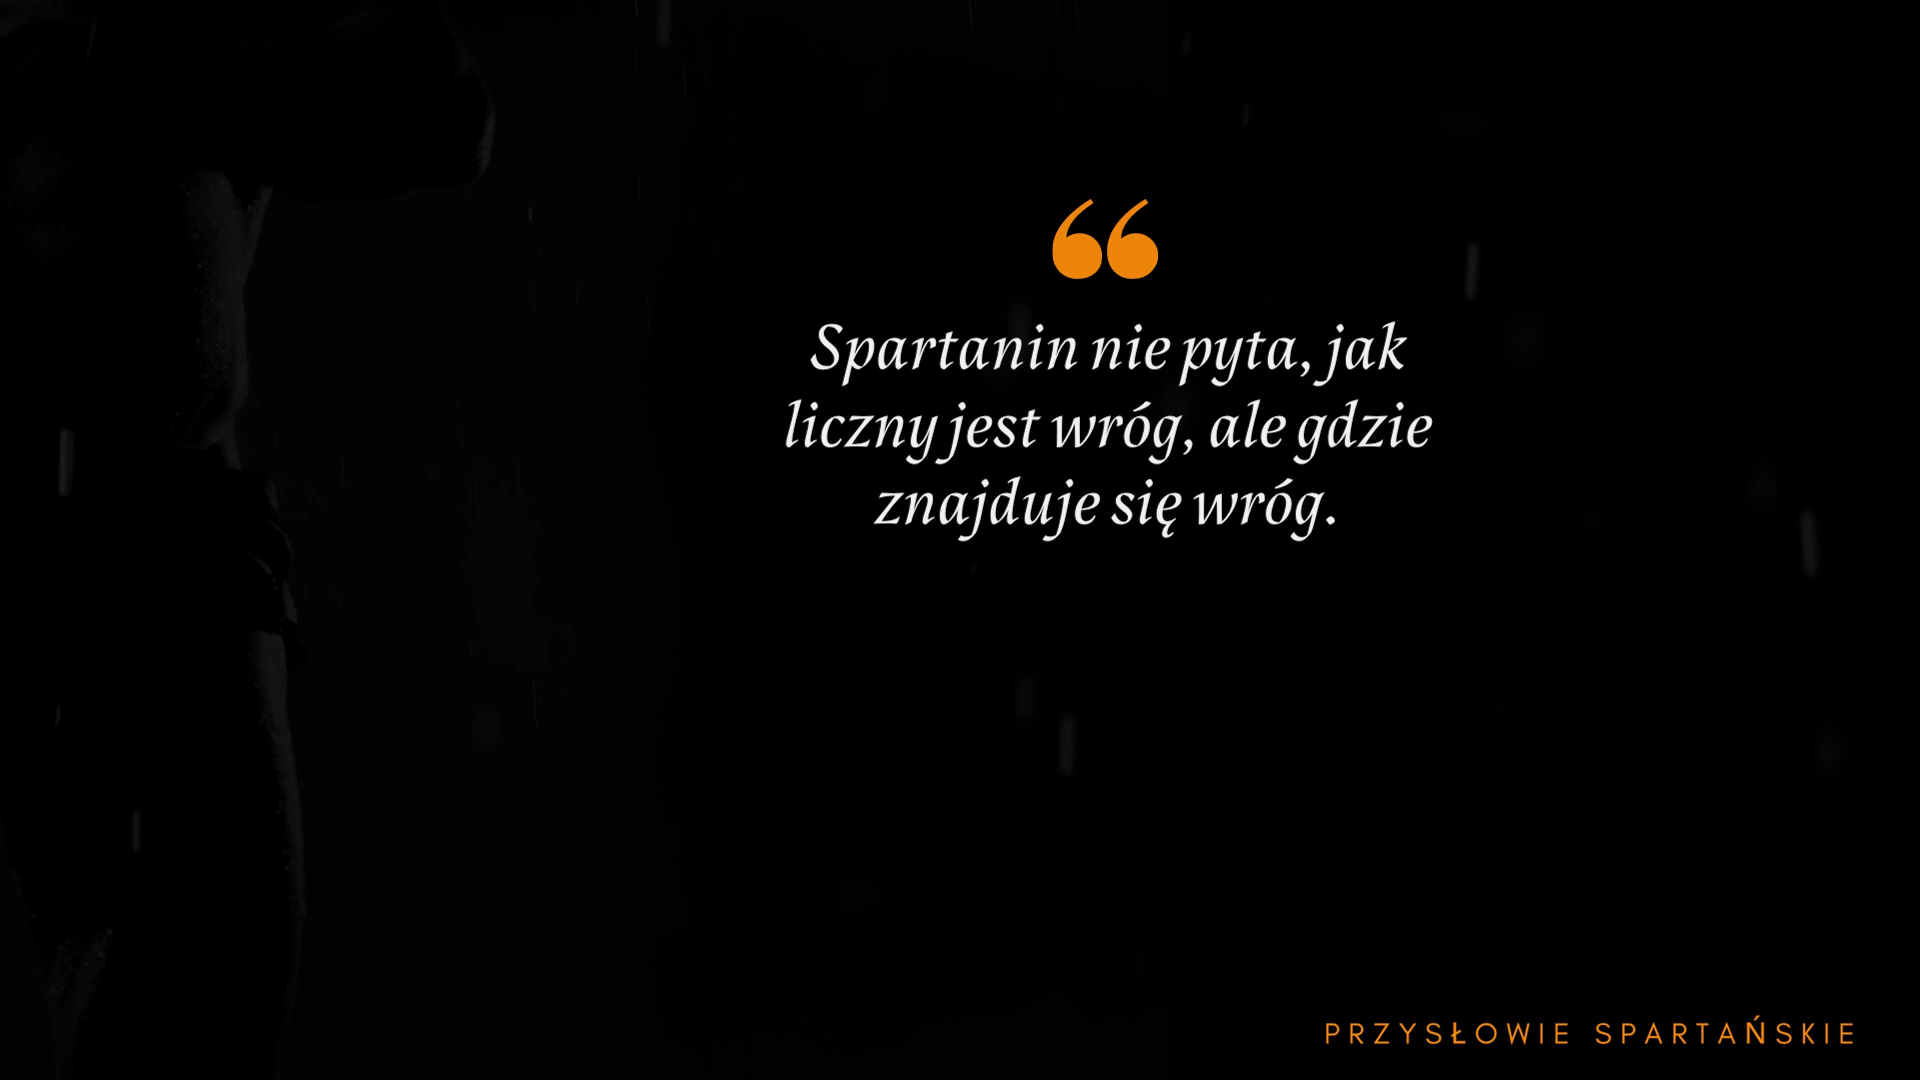 Spartanin nie pyta, jak
liczny jest wróg, ale gdzie
znajduje się wróg.
PRZYSŁOWIE SPARTAŃSKIE